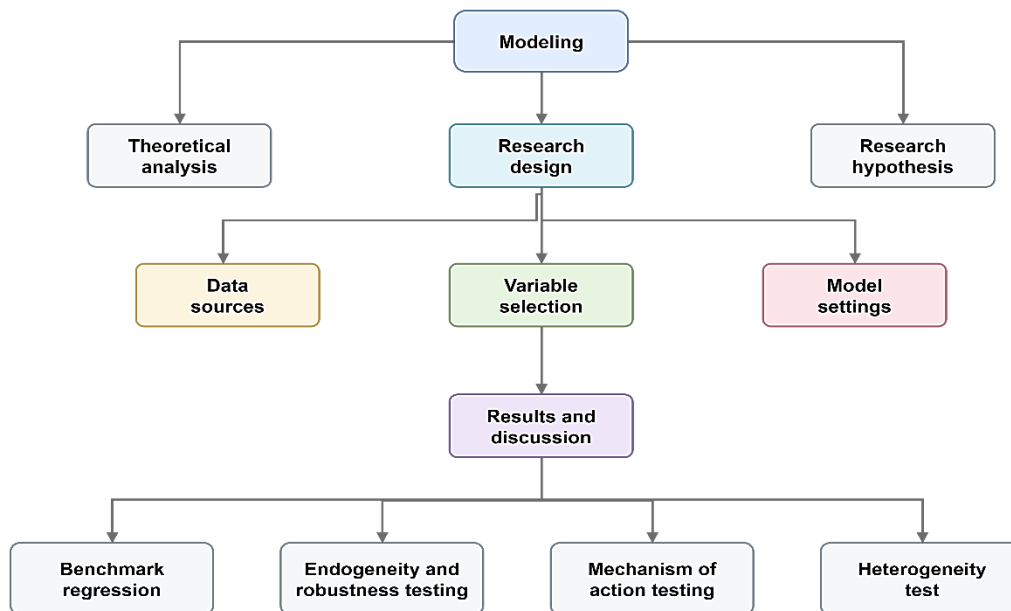 Modeling
Theoretical
analysis
Research
design
Research
hypothesis
Data
sources
Variable
selection
Model
settings
Results and
discussion
Benchmark
regression
Endogeneity and
robustness testing
Mechanism of
action testing
Heterogeneity
test